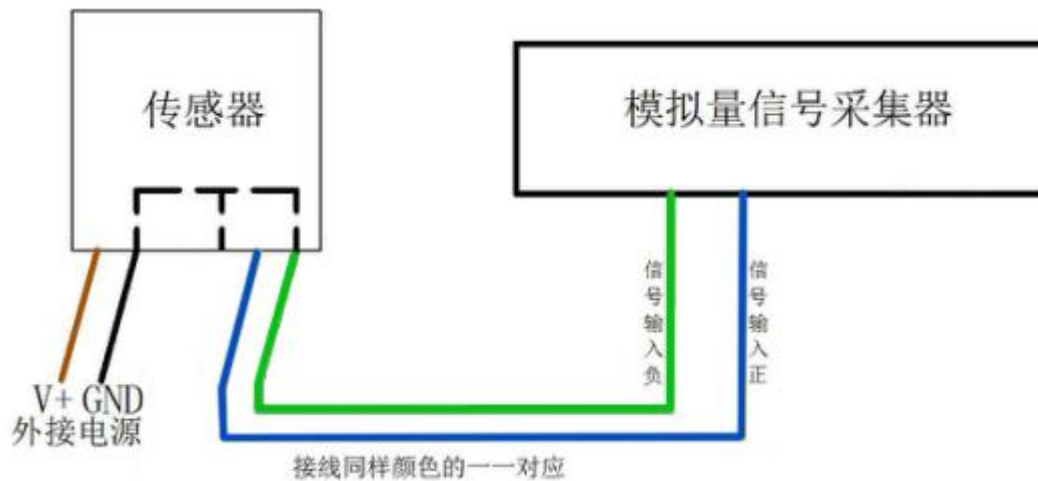 传感器
模拟量信号采集器
信号输入负
信号输入正
V+ GND
外接电源
接线同样颜色的一一对应